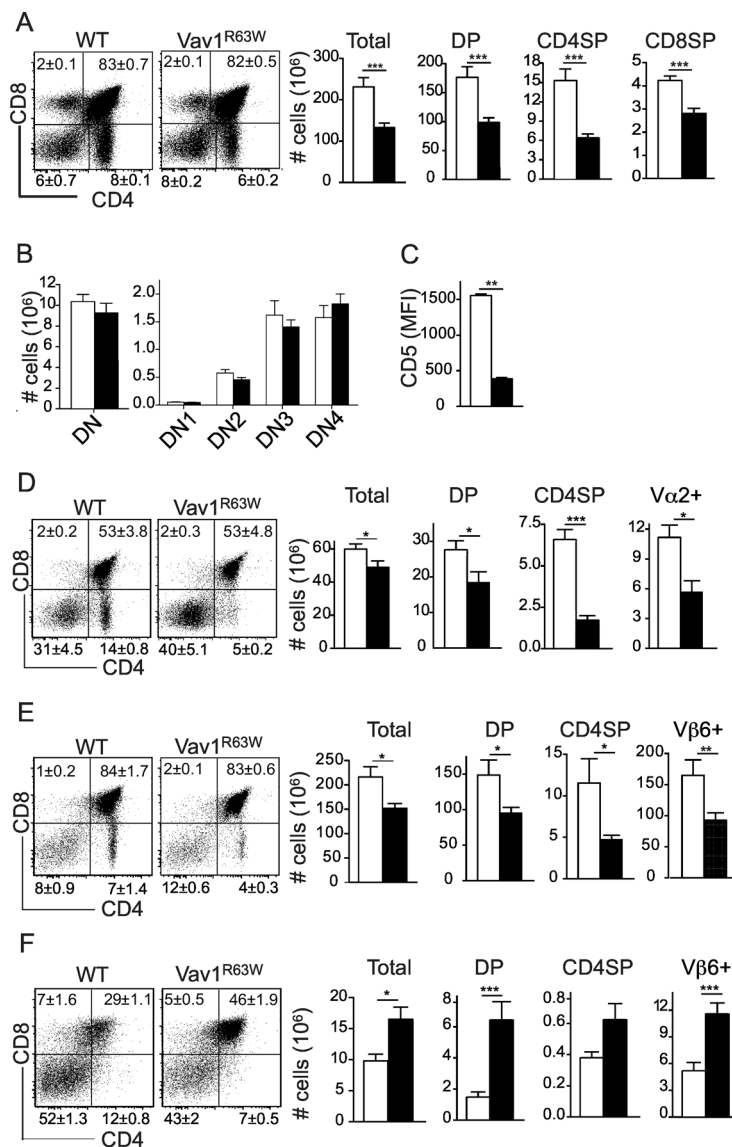 A
WT
Vav1R63W
Total
DP
CD4SP
CD8SP
2±0.1
83±0.7
2±0.1
82±0.5
6±0.7
8±0.1
8±0.2
6±0.2
CD8
CD4
# cells (10⁶)
300
200
100
0
***
200
150
100
50
0
***
18
15
12
9
6
3
0
***
5
4
3
2
1
0
***
B
# cells (10⁶)
12
10
8
6
4
2
0
DN
2.0
1.5
1.0
0.5
0.0
DN1
DN2
DN3
DN4
C
CD5 (MFI)
1500
1000
500
0
**
D
WT
Vav1R63W
Total
DP
CD4SP
Vα2+
2±0.2
53±3.8
2±0.3
53±4.8
31±4.5
14±0.8
40±5.1
5±0.2
CD8
CD4
# cells (10⁶)
80
60
40
20
0
*
30
20
10
0
*
7.5
5.0
2.5
0
***
12
9
6
3
0
*
E
WT
Vav1R63W
Total
DP
CD4SP
Vβ6+
1±0.2
84±1.7
2±0.1
83±0.6
8±0.9
7±1.4
12±0.6
4±0.3
CD8
CD4
# cells (10⁶)
250
200
150
100
50
0
*
150
100
50
0
*
15
10
5
0
*
200
150
100
50
0
**
F
WT
Vav1R63W
Total
DP
CD4SP
Vβ6+
7±1.6
29±1.1
5±0.5
46±1.9
52±1.3
12±0.8
43±2
7±0.5
CD8
CD4
# cells (10⁶)
20
15
10
5
0
*
8
6
4
2
0
***
0.8
0.6
0.4
0.2
0
12
9
6
3
0
***